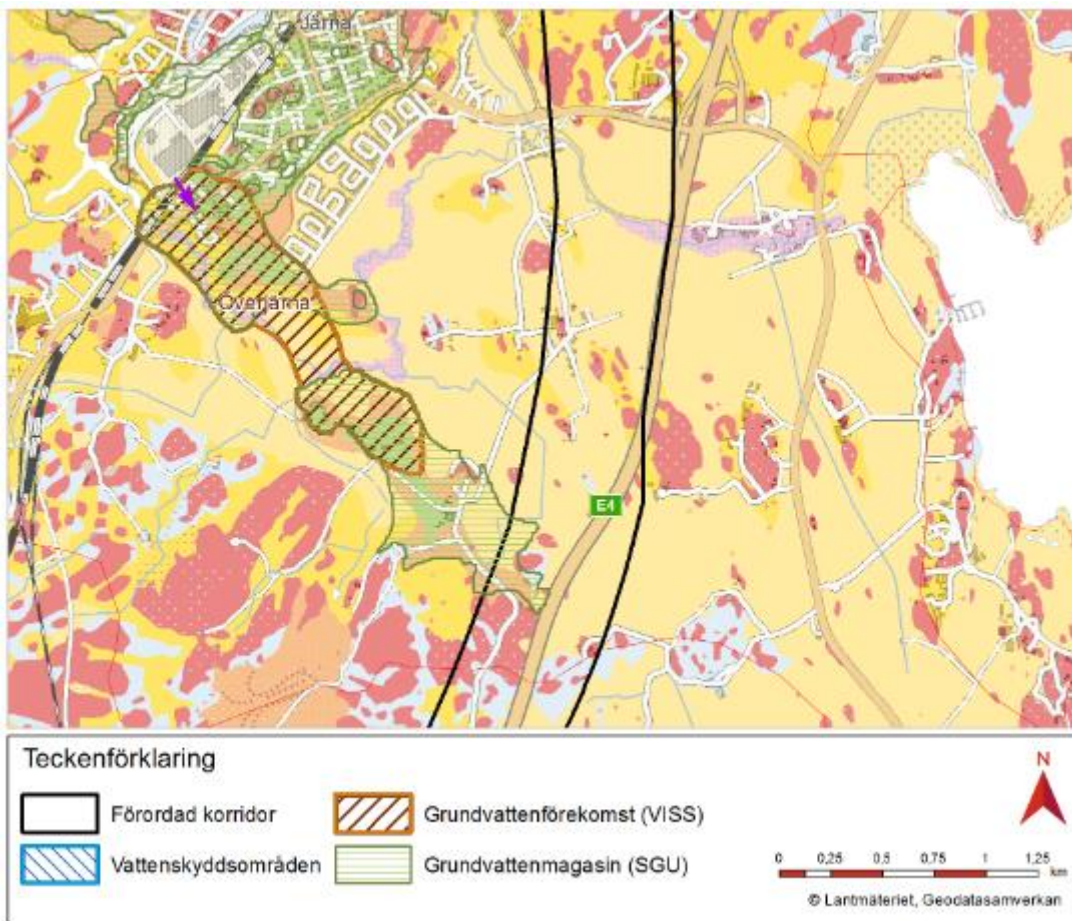 Järna
Överjärna
E4
Teckenförklaring
Förordad korridor
Vattenskyddsområden
Grundvattenförekomst (VISS)
Grundvattenmagasin (SGU)
N
0 0,25 0,5 0,75 1 1,25
km
© Lantmäteriet, Geodatasamverkan